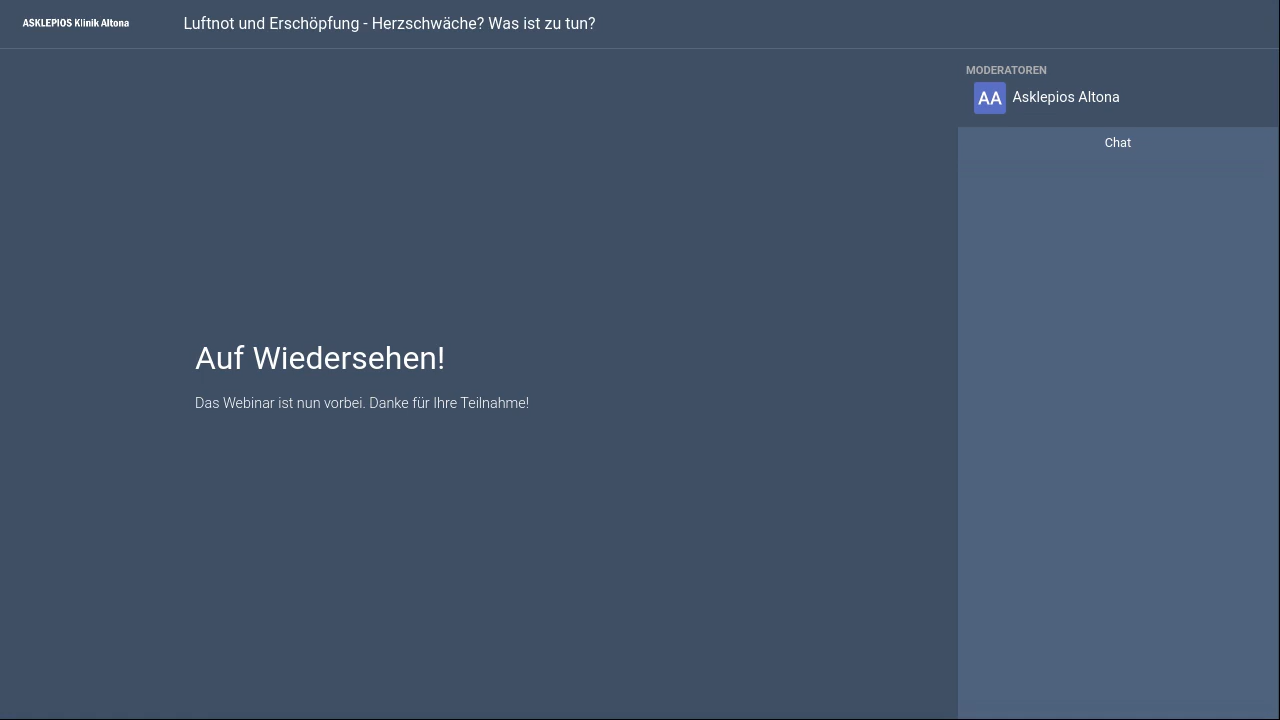 ASKLEPIOS Klinik Altona
Luftnot und Erschöpfung - Herzschwäche? Was ist zu tun?
MODERATOREN
AA
Asklepios Altona
Chat
Auf Wiedersehen!
Das Webinar ist nun vorbei. Danke für Ihre Teilnahme!